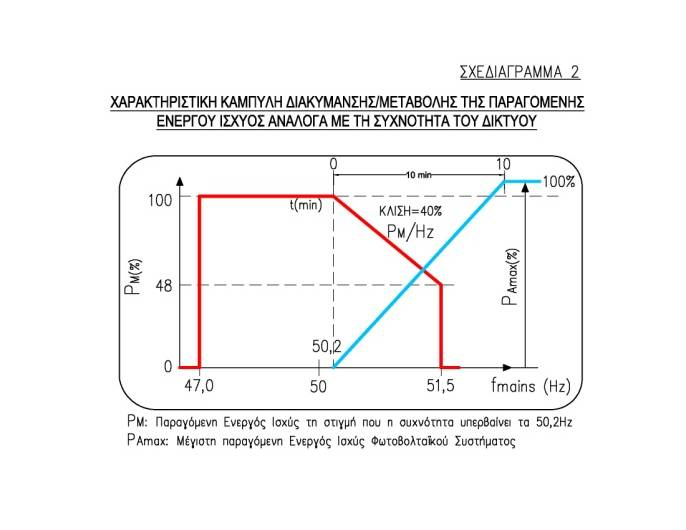 ΣΧΕΔΙΑΓΡΑΜΜΑ 2
ΧΑΡΑΚΤΗΡΙΣΤΙΚΗ ΚΑΜΠΥΛΗ ΔΙΑΚΥΜΑΝΣΗΣ/ΜΕΤΑΒΟΛΗΣ ΤΗΣ ΠΑΡΑΓΟΜΕΝΗΣ
ΕΝΕΡΓΟΥ ΙΣΧΥΟΣ ΑΝΑΛΟΓΑ ΜΕ ΤΗ ΣΥΧΝΟΤΗΤΑ ΤΟΥ ΔΙΚΤΥΟΥ
0 10
10 min
100 t(min) ΚΛΙΣΗ=40% 100%
PM/Hz
PM(%)
PAmax(%)
48
50,2
0
47,0 50 51,5 fmains (Hz)
PM: Παραγόμενη Ενεργός Ισχύς τη στιγμή που η συχνότητα υπερβαίνει τα 50,2Hz
PAmax: Μέγιστη παραγόμενη Ενεργός Ισχύς Φωτοβολταϊκού Συστήματος